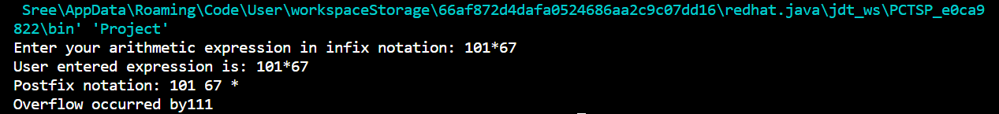 Sree\AppData\Roaming\Code\User\workspaceStorage\66af872d4dafa0524686aa2c9c07dd16\redhat.java\jdt_ws\PCTSP_e0ca9
822\bin' 'Project'
Enter your arithmetic expression in infix notation: 101*67
User entered expression is: 101*67
Postfix notation: 101 67 *
Overflow occurred by111